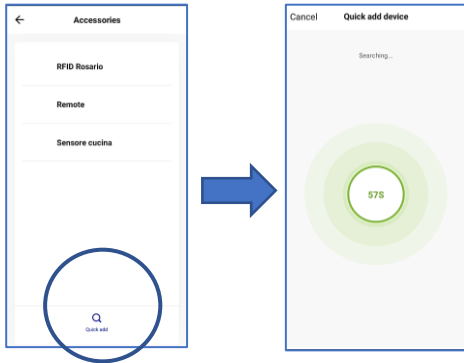 Accessories
RFID Rosario
Remote
Sensore cucina
Quick add
Cancel Quick add device
Searching...
57S